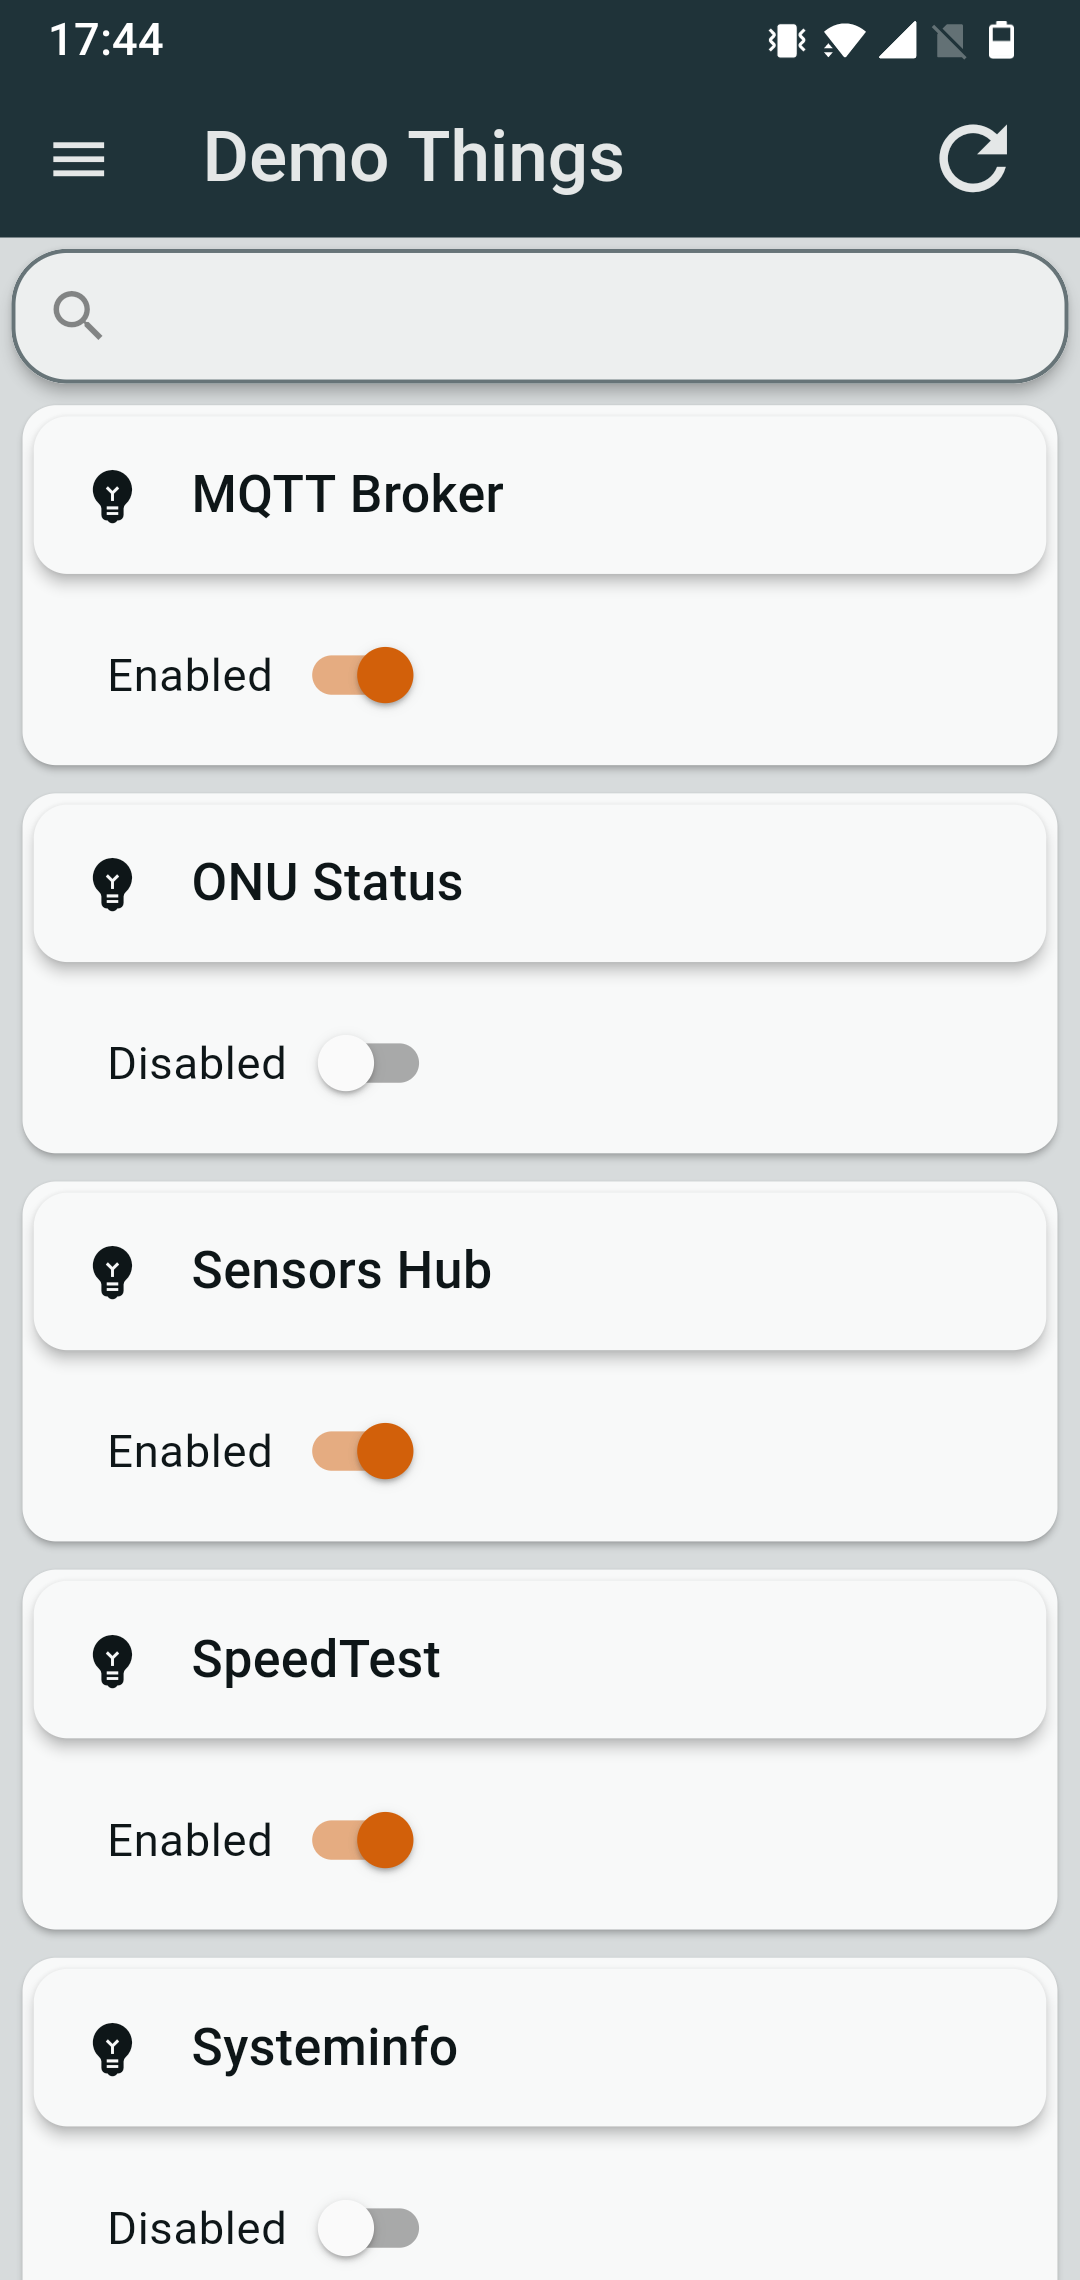 17:44
Demo Things
MQTT Broker
Enabled
ONU Status
Disabled
Sensors Hub
Enabled
SpeedTest
Enabled
Systeminfo
Disabled